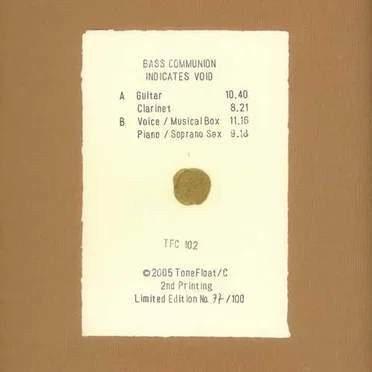 BASS COMMUNION
INDICATES VOID
A Guitar 10.40
Clarinet 8.21
B Voice / Musical Box 11.16
Piano / Soprano Sax 9.18
TFC 102
©2005 ToneFloat/C
2nd Printing
Limited Edition No. 77/100